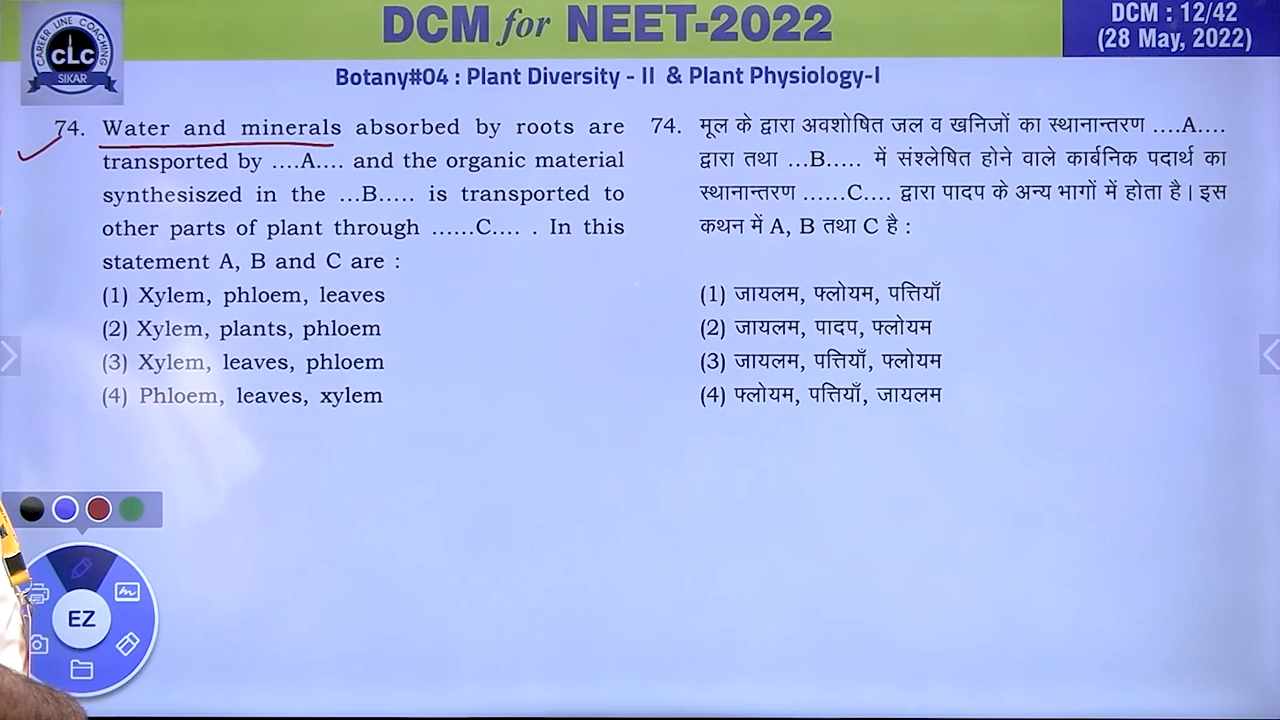 DCM for NEET-2022
DCM : 12/42
(28 May, 2022)
CAREER LINE COACHING
CLC
SIKAR
Botany#04 : Plant Diversity - II & Plant Physiology-I
74. Water and minerals absorbed by roots are
transported by ....A.... and the organic material
synthesiszed in the ...B..... is transported to
other parts of plant through ......C.... . In this
statement A, B and C are :
(1) Xylem, phloem, leaves
(2) Xylem, plants, phloem
(3) Xylem, leaves, phloem
(4) Phloem, leaves, xylem
74. मूल के द्वारा अवशोषित जल व खनिजों का स्थानान्तरण ....A....
द्वारा तथा ...B..... में संश्लेषित होने वाले कार्बनिक पदार्थ का
स्थानान्तरण ......C.... द्वारा पादप के अन्य भागों में होता है। इस
कथन में A, B तथा C है :
(1) जायलम, फ्लोयम, पत्तियाँ
(2) जायलम, पादप, फ्लोयम
(3) जायलम, पत्तियाँ, फ्लोयम
(4) फ्लोयम, पत्तियाँ, जायलम
EZ